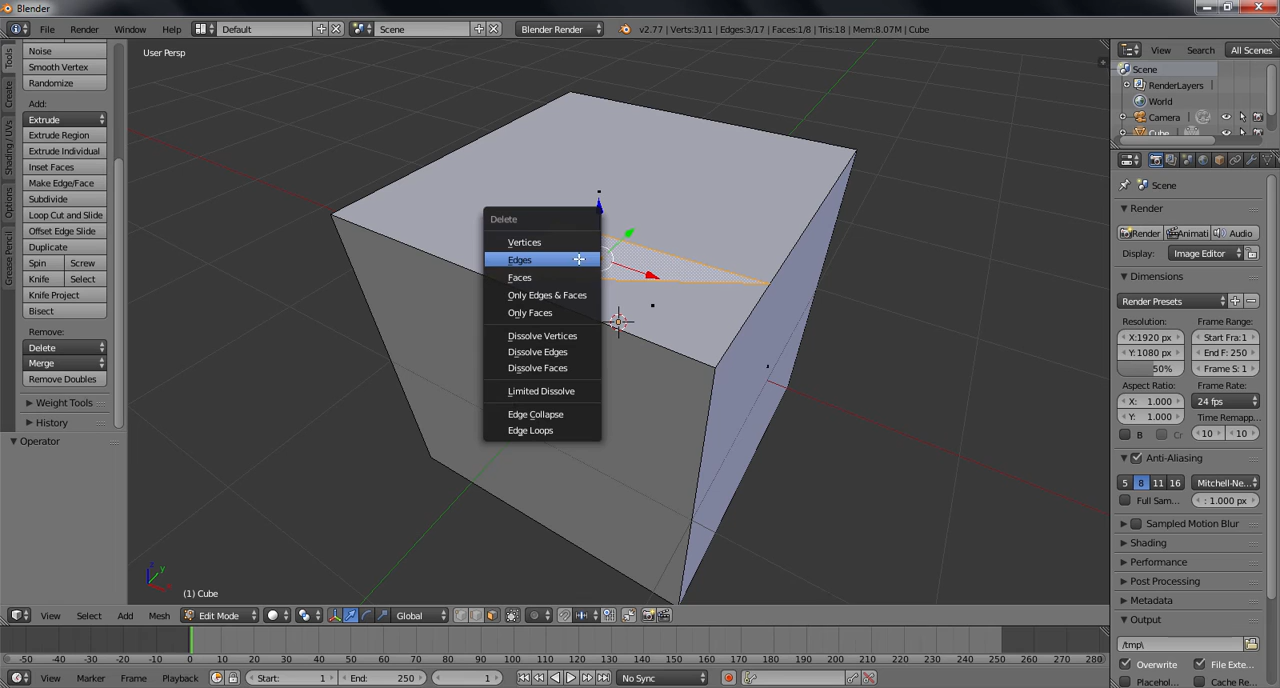 Blender
File Render Window Help Default Scene Blender Render v2.77 | Verts:3/11 | Edges:3/17 | Faces:1/8 | Tris:18 | Mem:8.07M | Cube
Tools
Create
Shading / UVs
Options
Grease Pencil
Noise
Smooth Vertex
Randomize
Add:
Extrude
Extrude Region
Extrude Individual
Inset Faces
Make Edge/Face
Subdivide
Loop Cut and Slide
Offset Edge Slide
Duplicate
Spin Screw
Knife Select
Knife Project
Bisect
Remove:
Delete
Merge
Remove Doubles
Weight Tools
History
Operator
User Persp
Delete
Vertices
Edges
Faces
Only Edges & Faces
Only Faces
Dissolve Vertices
Dissolve Edges
Dissolve Faces
Limited Dissolve
Edge Collapse
Edge Loops
z
y
x
(1) Cube
View Search All Scenes
Scene
RenderLayers
World
Camera
Cube
Scene
Render
Render Animati Audio
Display: Image Editor
Dimensions
Render Presets
Resolution: Frame Range:
X:1920 px Start Fra:1
Y:1080 px End F: 250
50% Frame S: 1
Aspect Ratio: Frame Rate:
X: 1.000 24 fps
Y: 1.000 Time Remapp...
B Cr 10 10
Anti-Aliasing
5 8 11 16 Mitchell-Ne...
Full Sam... : 1.000 px
Sampled Motion Blur
Shading
Performance
Post Processing
Metadata
Output
/tmp\
Overwrite File Exte...
Placehol... Cache Re...
View Select Add Mesh Edit Mode Global
-50 -40 -30 -20 -10 0 10 20 30 40 50 60 70 80 90 100 110 120 130 140 150 160 170 180 190 200 210 220 230 240 250 260 270 280
View Marker Frame Playback Start: 1 End: 250 1 No Sync